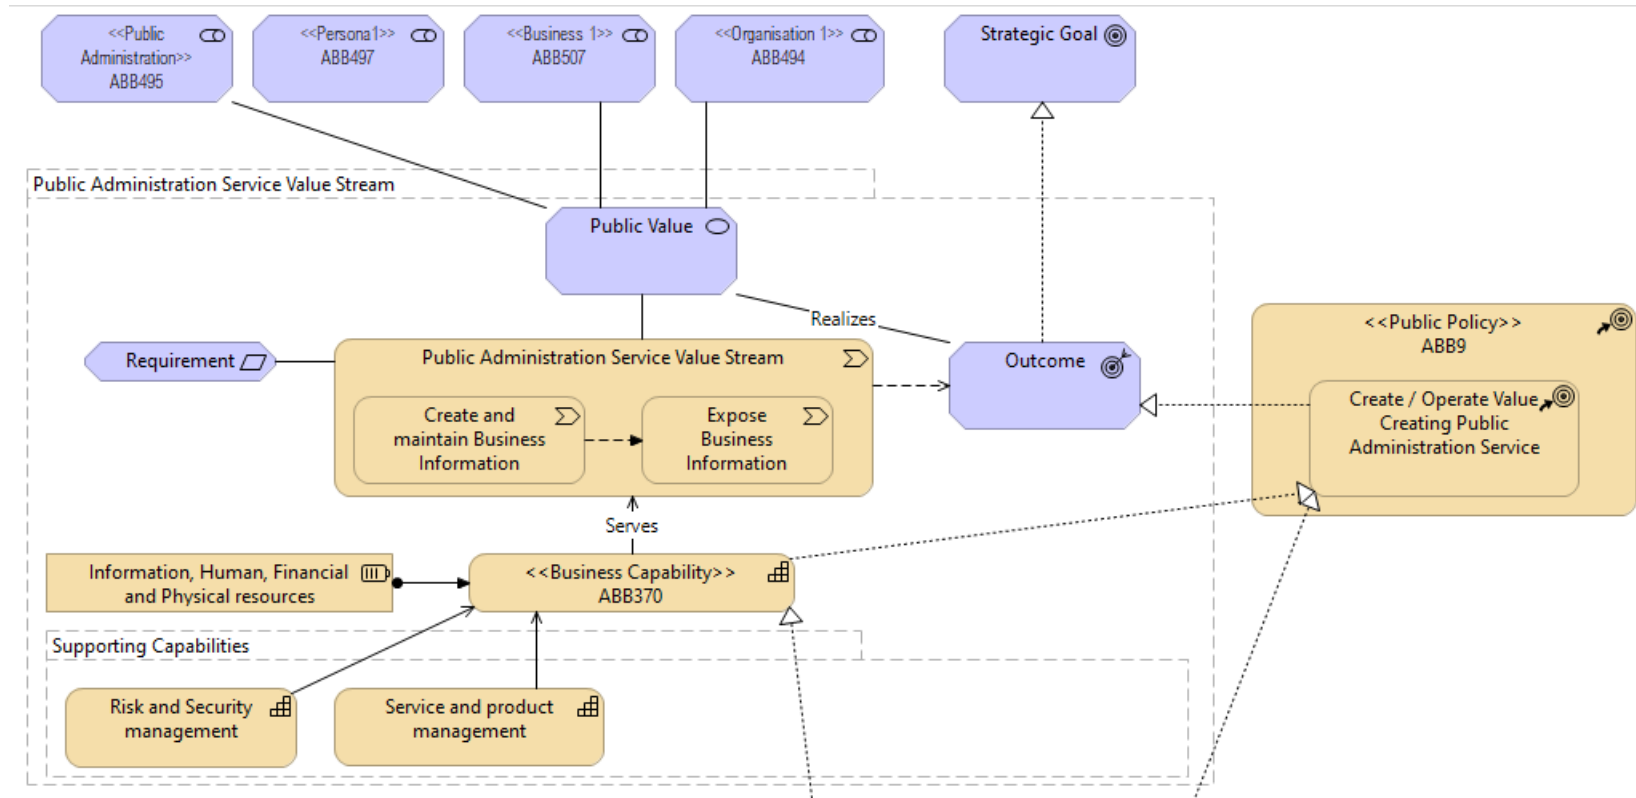 <<Public
Administration>>
ABB495
<<Persona1>>
ABB497
<<Business 1>>
ABB507
<<Organisation 1>>
ABB494
Strategic Goal
Public Administration Service Value Stream
Public Value
Realizes
Requirement
Public Administration Service Value Stream
Create and
maintain Business
Information
Expose
Business
Information
Outcome
<<Public Policy>>
ABB9
Create / Operate Value
Creating Public
Administration Service
Serves
Information, Human, Financial
and Physical resources
<<Business Capability>>
ABB370
Supporting Capabilities
Risk and Security
management
Service and product
management